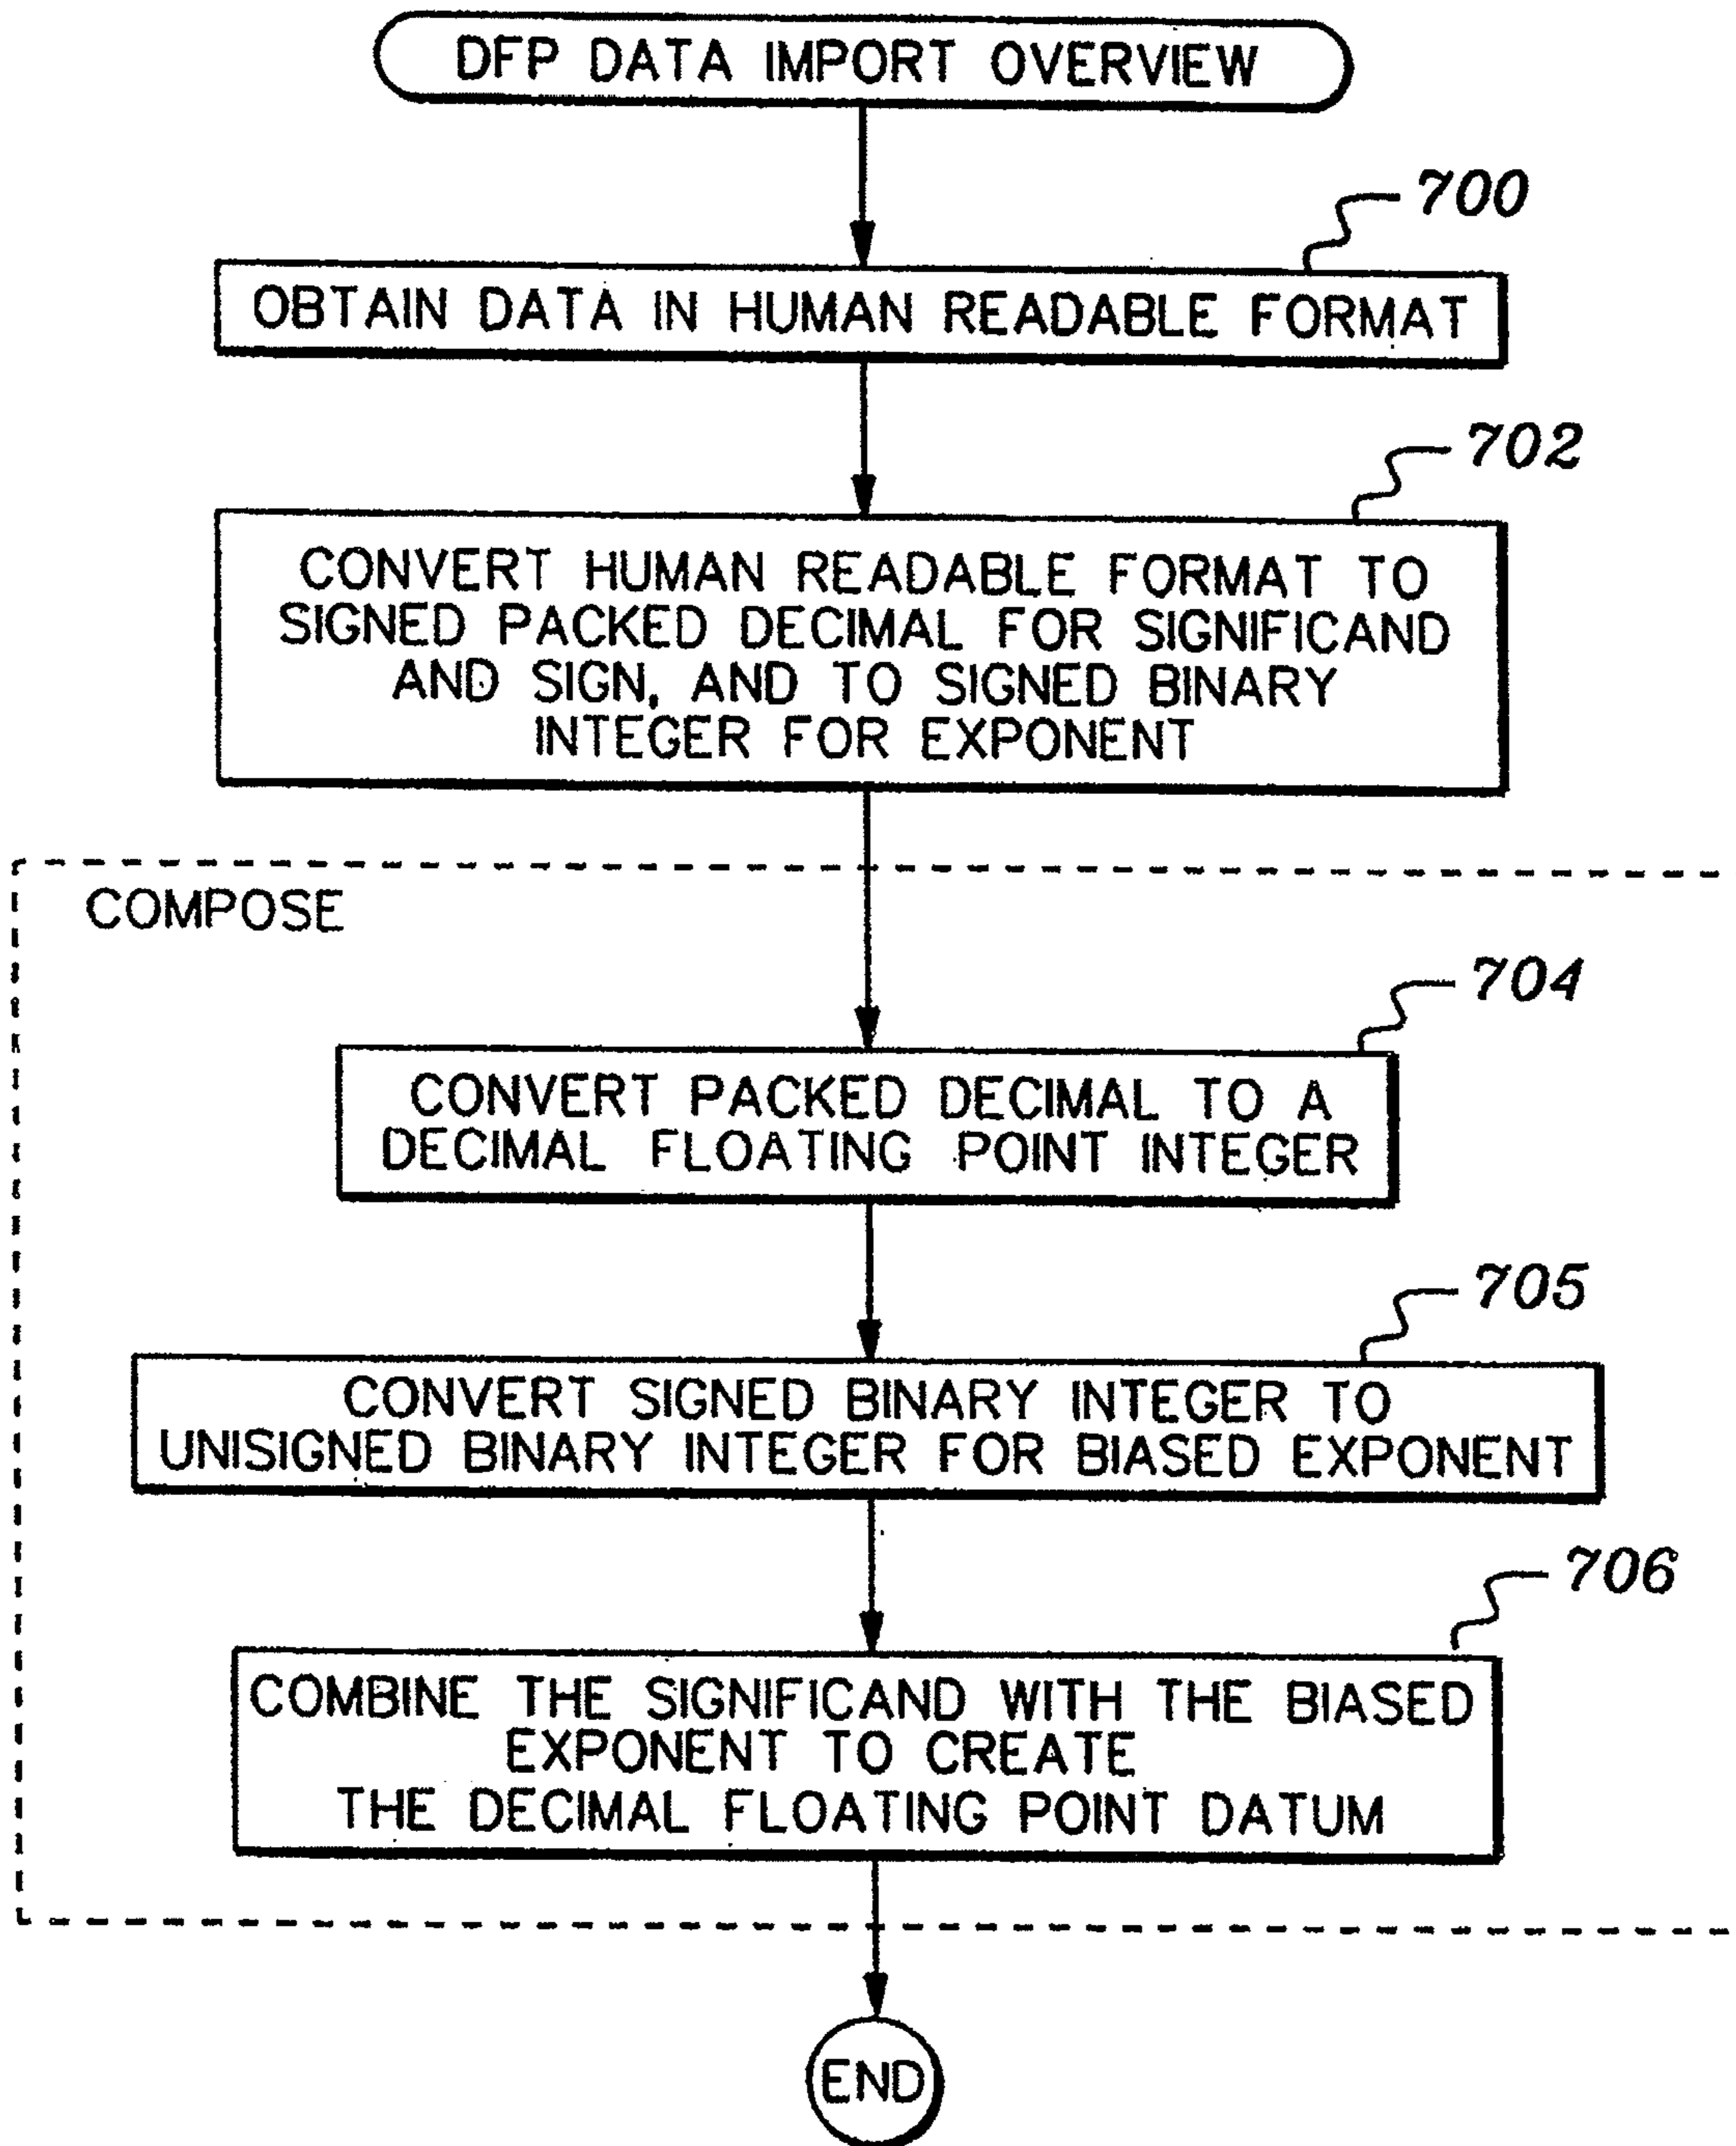 DFP DATA IMPORT OVERVIEW
700
OBTAIN DATA IN HUMAN READABLE FORMAT
702
CONVERT HUMAN READABLE FORMAT TO
SIGNED PACKED DECIMAL FOR SIGNIFICAND
AND SIGN, AND TO SIGNED BINARY
INTEGER FOR EXPONENT
COMPOSE
704
CONVERT PACKED DECIMAL TO A
DECIMAL FLOATING POINT INTEGER
705
CONVERT SIGNED BINARY INTEGER TO
UNISIGNED BINARY INTEGER FOR BIASED EXPONENT
706
COMBINE THE SIGNIFICAND WITH THE BIASED
EXPONENT TO CREATE
THE DECIMAL FLOATING POINT DATUM
END